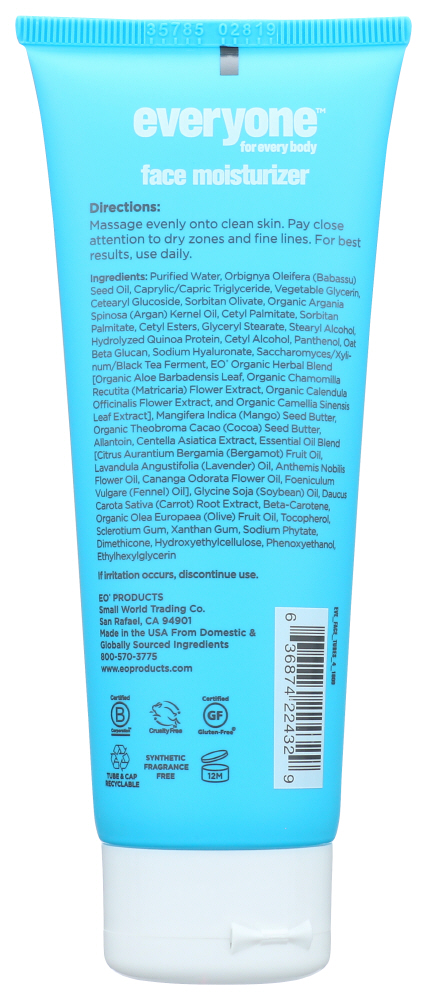 35785 02819
everyone™
for every body
face moisturizer
Directions:
Massage evenly onto clean skin. Pay close
attention to dry zones and fine lines. For best
results, use daily.
Ingredients: Purified Water, Orbignya Oleifera (Babassu)
Seed Oil, Caprylic/Capric Triglyceride, Vegetable Glycerin,
Cetearyl Glucoside, Sorbitan Olivate, Organic Argania
Spinosa (Argan) Kernel Oil, Cetyl Palmitate, Sorbitan
Palmitate, Cetyl Esters, Glyceryl Stearate, Stearyl Alcohol,
Hydrolyzed Quinoa Protein, Cetyl Alcohol, Panthenol, Oat
Beta Glucan, Sodium Hyaluronate, Saccharomyces/Xyli-
num/Black Tea Ferment, EO® Organic Herbal Blend
[Organic Aloe Barbadensis Leaf, Organic Chamomilla
Recutita (Matricaria) Flower Extract, Organic Calendula
Officinalis Flower Extract, and Organic Camellia Sinensis
Leaf Extract], Mangifera Indica (Mango) Seed Butter,
Organic Theobroma Cacao (Cocoa) Seed Butter,
Allantoin, Centella Asiatica Extract, Essential Oil Blend
[Citrus Aurantium Bergamia (Bergamot) Fruit Oil,
Lavandula Angustifolia (Lavender) Oil, Anthemis Nobilis
Flower Oil, Cananga Odorata Flower Oil, Foeniculum
Vulgare (Fennel) Oil], Glycine Soja (Soybean) Oil, Daucus
Carota Sativa (Carrot) Root Extract, Beta-Carotene,
Organic Olea Europaea (Olive) Fruit Oil, Tocopherol,
Sclerotium Gum, Xanthan Gum, Sodium Phytate,
Dimethicone, Hydroxyethylcellulose, Phenoxyethanol,
Ethylhexylglycerin
If irritation occurs, discontinue use.
EO® PRODUCTS
Small World Trading Co.
San Rafael, CA 94901
Made in the USA From Domestic &
Globally Sourced Ingredients
800-570-3775
www.eoproducts.com
Certified
B
Corporation
Cruelty Free
Certified
GF
Gluten-Free
TUBE & CAP
RECYCLABLE
SYNTHETIC
FRAGRANCE
FREE
12M
6 36874 22432 9